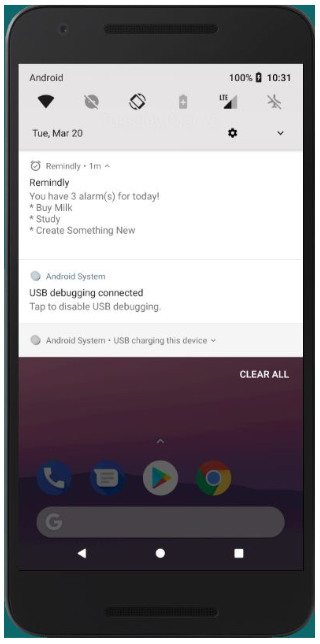 Android 100% 10:31
LTE
Tue, Mar 20
Remindly • 1m
Remindly
You have 3 alarm(s) for today!
* Buy Milk
* Study
* Create Something New
Android System
USB debugging connected
Tap to disable USB debugging.
Android System • USB charging this device
CLEAR ALL
G